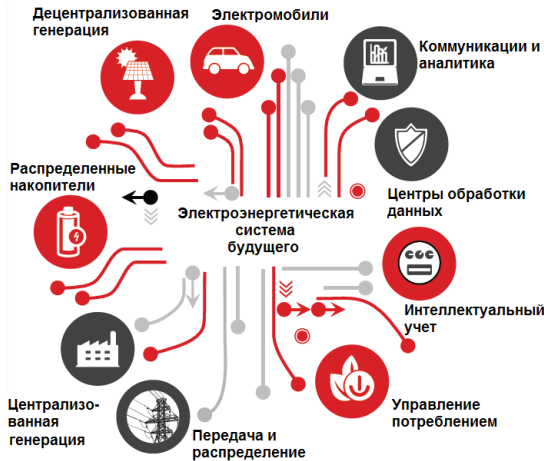 Децентрализованная
генерация
Электромобили
Коммуникации и
аналитика
Распределенные
накопители
Центры обработки
данных
Электроэнергетическая
система
будущего
Интеллектуальный
учет
Централизо-
ванная
генерация
Передача и
распределение
Управление
потреблением